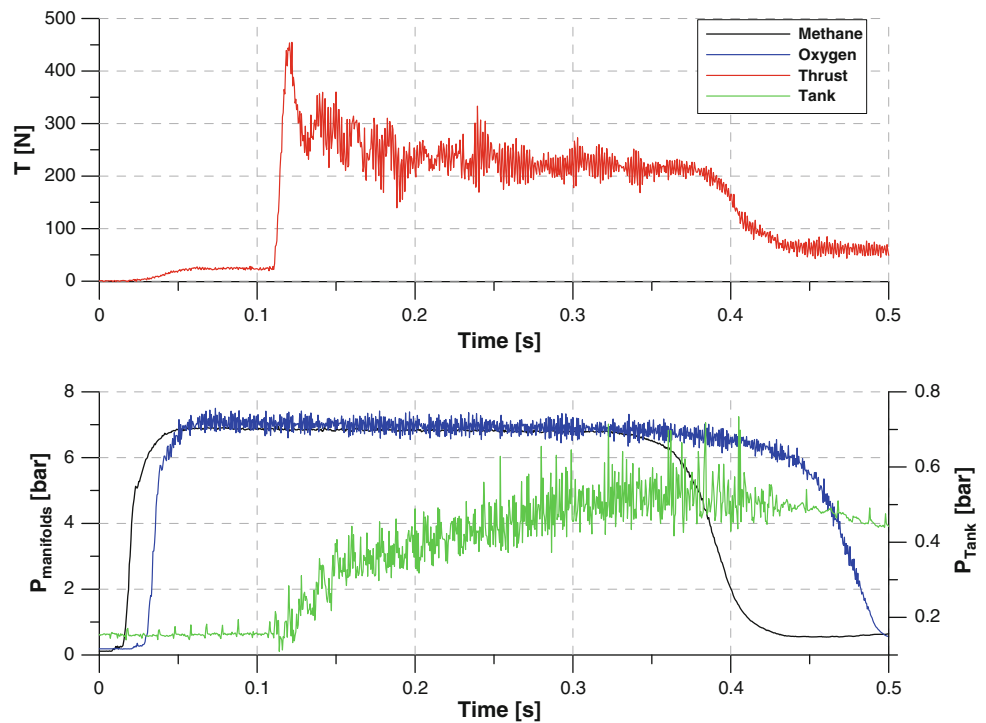 500
400
300
200
100
0
T [N]
Methane
Oxygen
Thrust
Tank
0 0.1 0.2 0.3 0.4 0.5
Time [s]
8
6
4
2
0
P_manifolds [bar]
0.8
0.6
0.4
0.2
P_Tank [bar]
0 0.1 0.2 0.3 0.4 0.5
Time [s]